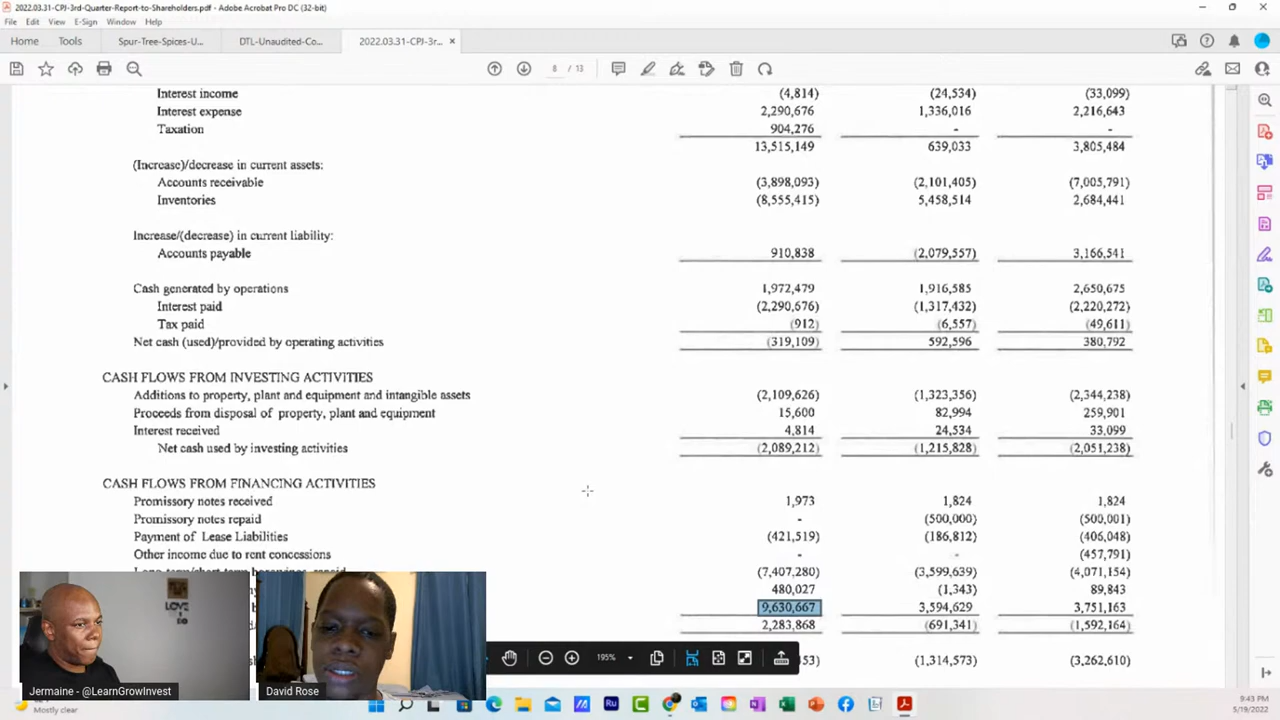 2022.03.31-CPJ-3rd-Quarter-Report-to-Shareholders.pdf - Adobe Acrobat Pro DC (32-bit)
File Edit View E-Sign Window Help
Home Tools Spur-Tree-Spices-U... DTL-Unaudited-Co... 2022.03.31-CPJ-3r... ×
8 / 13
Interest income (4,814) (24,534) (33,099)
Interest expense 2,290,676 1,336,016 2,216,643
Taxation 904,276 - -
13,515,149 639,033 3,805,484
(Increase)/decrease in current assets:
Accounts receivable (3,898,093) (2,101,405) (7,005,791)
Inventories (8,555,415) 5,458,514 2,684,441
Increase/(decrease) in current liability:
Accounts payable 910,838 (2,079,557) 3,166,541
Cash generated by operations 1,972,479 1,916,585 2,650,675
Interest paid (2,290,676) (1,317,432) (2,220,272)
Tax paid (912) (6,557) (49,611)
Net cash (used)/provided by operating activities (319,109) 592,596 380,792
CASH FLOWS FROM INVESTING ACTIVITIES
Additions to property, plant and equipment and intangible assets (2,109,626) (1,323,356) (2,344,238)
Proceeds from disposal of property, plant and equipment 15,600 82,994 259,901
Interest received 4,814 24,534 33,099
Net cash used by investing activities (2,089,212) (1,215,828) (2,051,238)
CASH FLOWS FROM FINANCING ACTIVITIES
Promissory notes received 1,973 1,824 1,824
Promissory notes repaid - (500,000) (500,001)
Payment of Lease Liabilities (421,519) (186,812) (406,048)
Other income due to rent concessions - - (457,791)
(7,407,280) (3,599,639) (4,071,154)
480,027 (1,343) 89,843
9,630,667 3,594,629 3,751,163
2,283,868 (691,341) (1,592,164)
(1,314,573) (3,262,610)
195%
Jermaine - @LearnGrowInvest
David Rose
Mostly clear
9:43 PM
5/19/2022